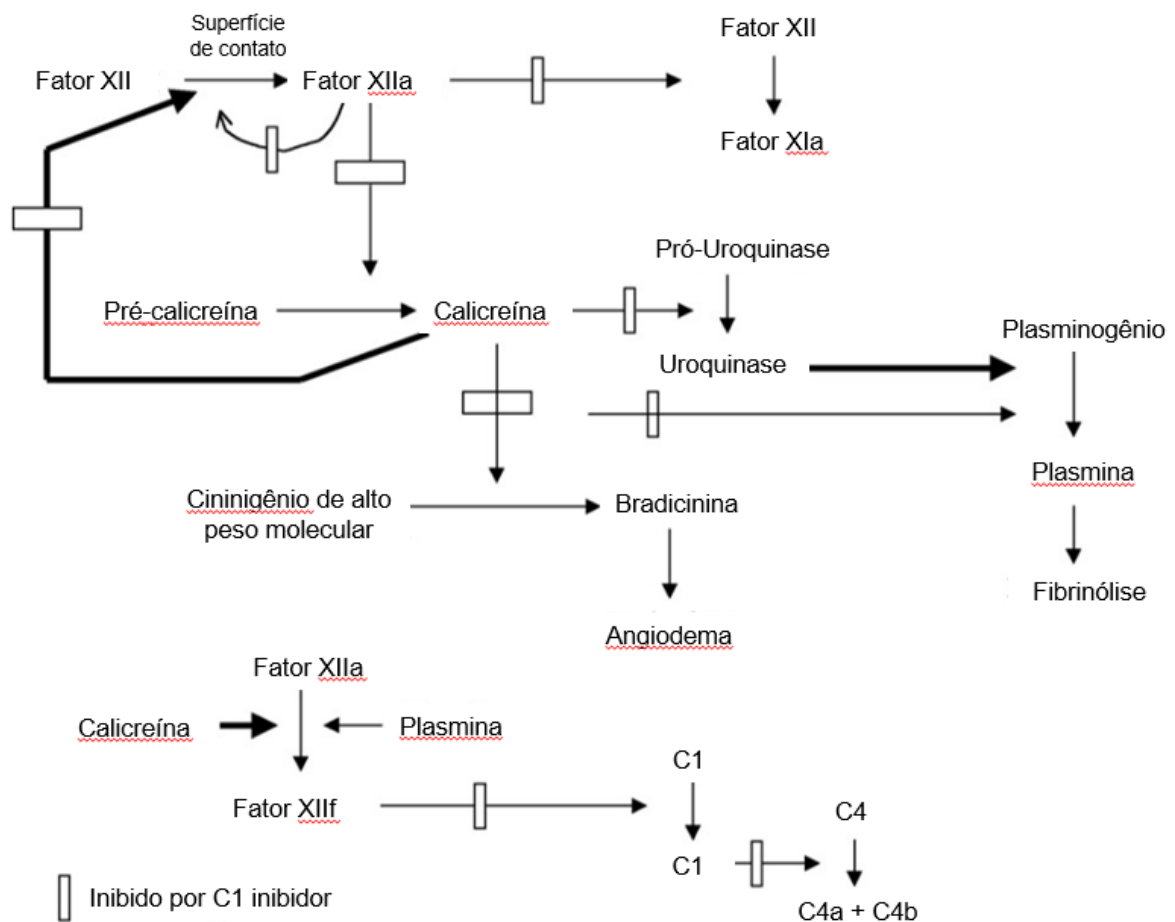 Superfície
de contato
Fator XII
Fator XIIa
Fator XII
Fator XIa
Pró-Uroquinase
Pré-calicreína
Calicreína
Plasminogênio
Uroquinase
Plasmina
Cininigênio de alto
peso molecular
Bradicinina
Fibrinólise
Angiodema
Fator XIIa
Calicreína
Plasmina
C1
Fator XIIf
C4
C1
Inibido por C1 inibidor
C4a + C4b